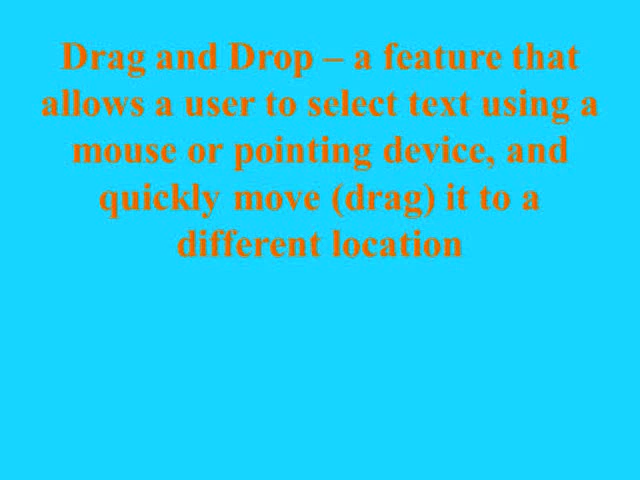 Drag and Drop – a feature that
allows a user to select text using a
mouse or pointing device, and
quickly move (drag) it to a
different location